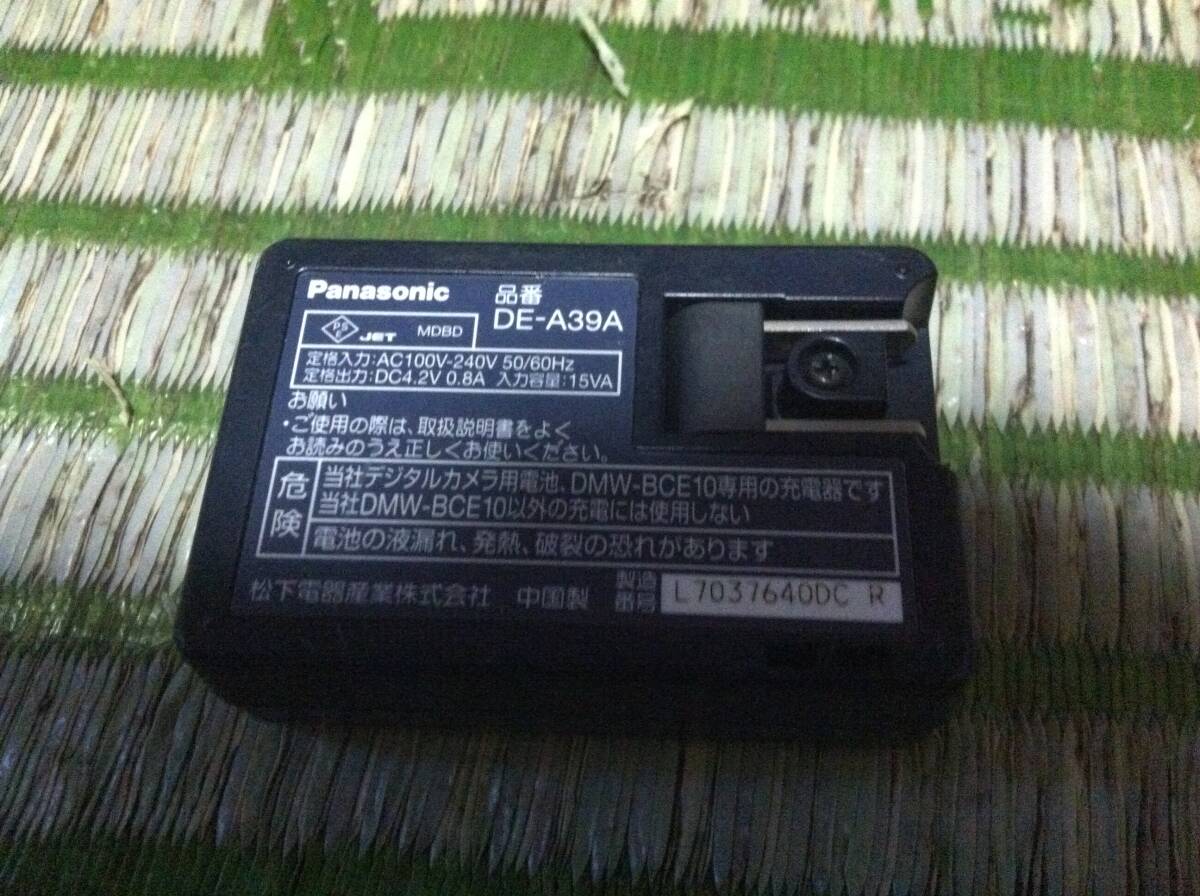 Panasonic
品番
DE-A39A
PS
E
JET
MDBD
定格入力:AC100V-240V 50/60Hz
定格出力:DC4.2V 0.8A 入力容量:15VA
お願い
・ご使用の際は、取扱説明書をよく
お読みのうえ正しくお使いください。
危険
当社デジタルカメラ用電池、DMW-BCE10専用の充電器です
当社DMW-BCE10以外の充電には使用しない
電池の液漏れ、発熱、破裂の恐れがあります
松下電器産業株式会社 中国製
製造番号
L7037640DC R